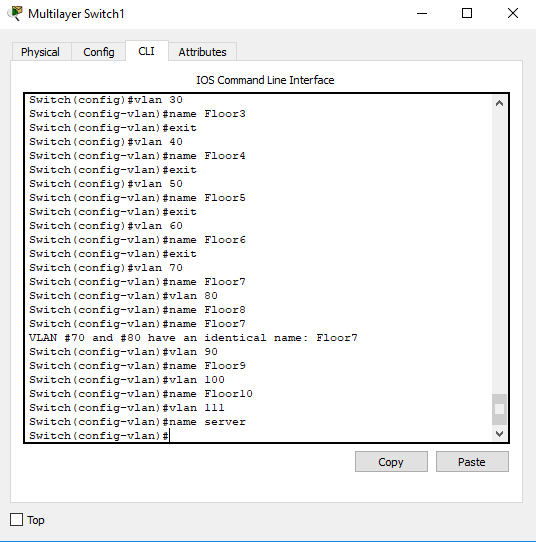 Multilayer Switch1
Physical Config CLI Attributes
IOS Command Line Interface
Switch(config)#vlan 30
Switch(config-vlan)#name Floor3
Switch(config-vlan)#exit
Switch(config)#vlan 40
Switch(config-vlan)#name Floor4
Switch(config-vlan)#exit
Switch(config)#vlan 50
Switch(config-vlan)#name Floor5
Switch(config-vlan)#exit
Switch(config)#vlan 60
Switch(config-vlan)#name Floor6
Switch(config-vlan)#exit
Switch(config)#vlan 70
Switch(config-vlan)#name Floor7
Switch(config-vlan)#vlan 80
Switch(config-vlan)#name Floor8
Switch(config-vlan)#name Floor7
VLAN #70 and #80 have an identical name: Floor7
Switch(config-vlan)#vlan 90
Switch(config-vlan)#name Floor9
Switch(config-vlan)#vlan 100
Switch(config-vlan)#name Floor10
Switch(config-vlan)#vlan 111
Switch(config-vlan)#name server
Switch(config-vlan)#
Copy Paste
Top